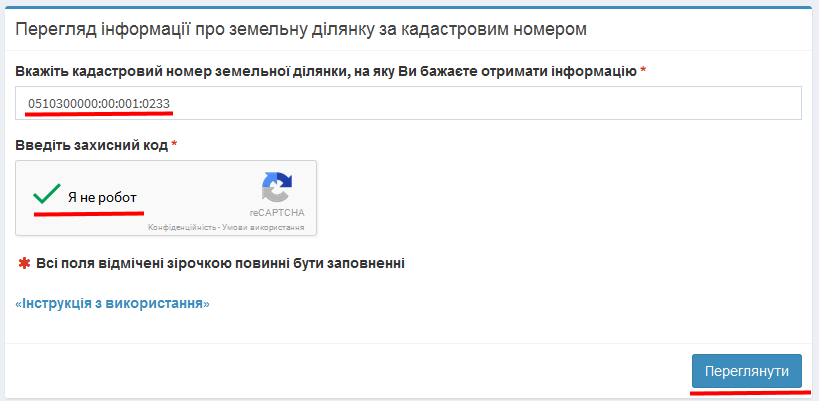 Перегляд інформації про земельну ділянку за кадастровим номером
Вкажіть кадастровий номер земельної ділянки, на яку Ви бажаєте отримати інформацію *
0510300000:00:001:0233
Введіть захисний код *
Я не робот
reCAPTCHA
Конфіденційність - Умови використання
✱ Всі поля відмічені зірочкою повинні бути заповненні
«Інструкція з використання»
Переглянути